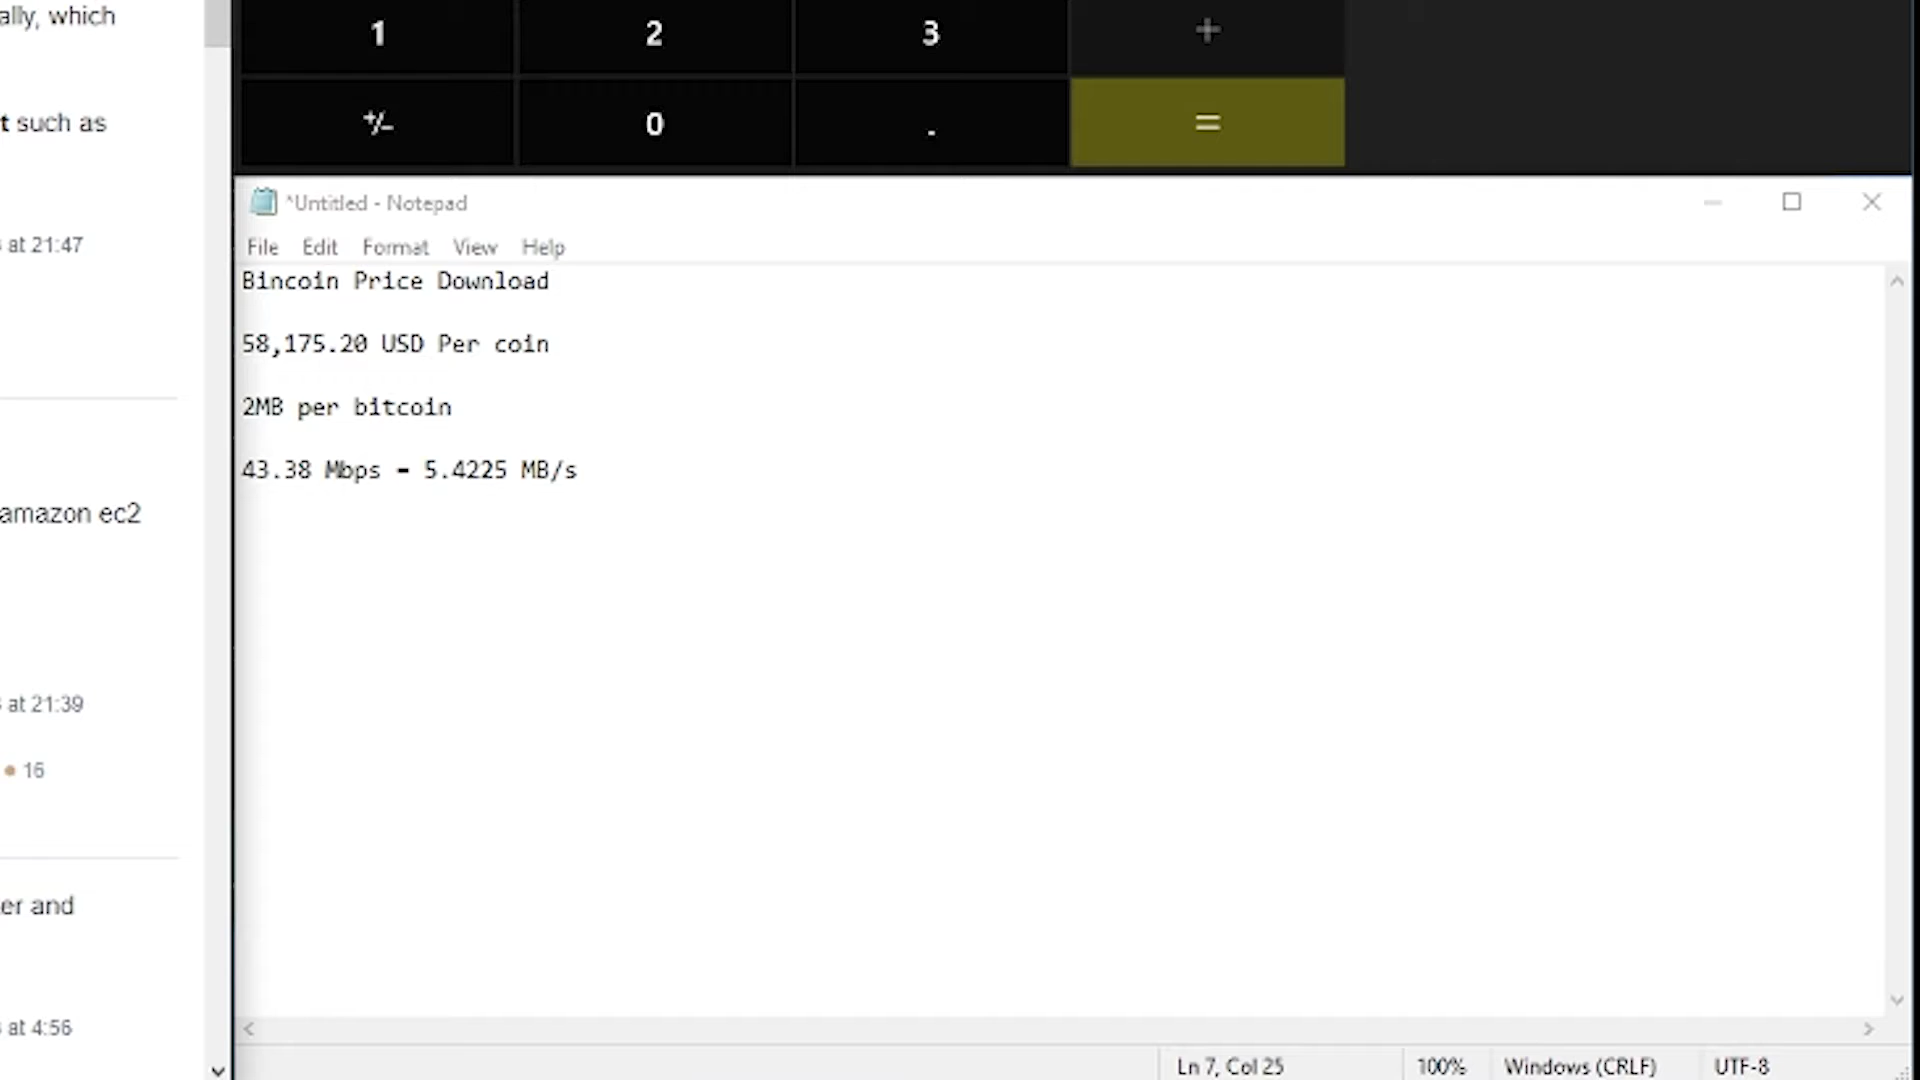 ally, which
t such as
at 21:47
amazon ec2
at 21:39
16
er and
at 4:56
1 2 3 +
+/- 0 . =
*Untitled - Notepad
File Edit Format View Help
Bincoin Price Download
58,175.20 USD Per coin
2MB per bitcoin
43.38 Mbps = 5.4225 MB/s
Ln 7, Col 25 100% Windows (CRLF) UTF-8